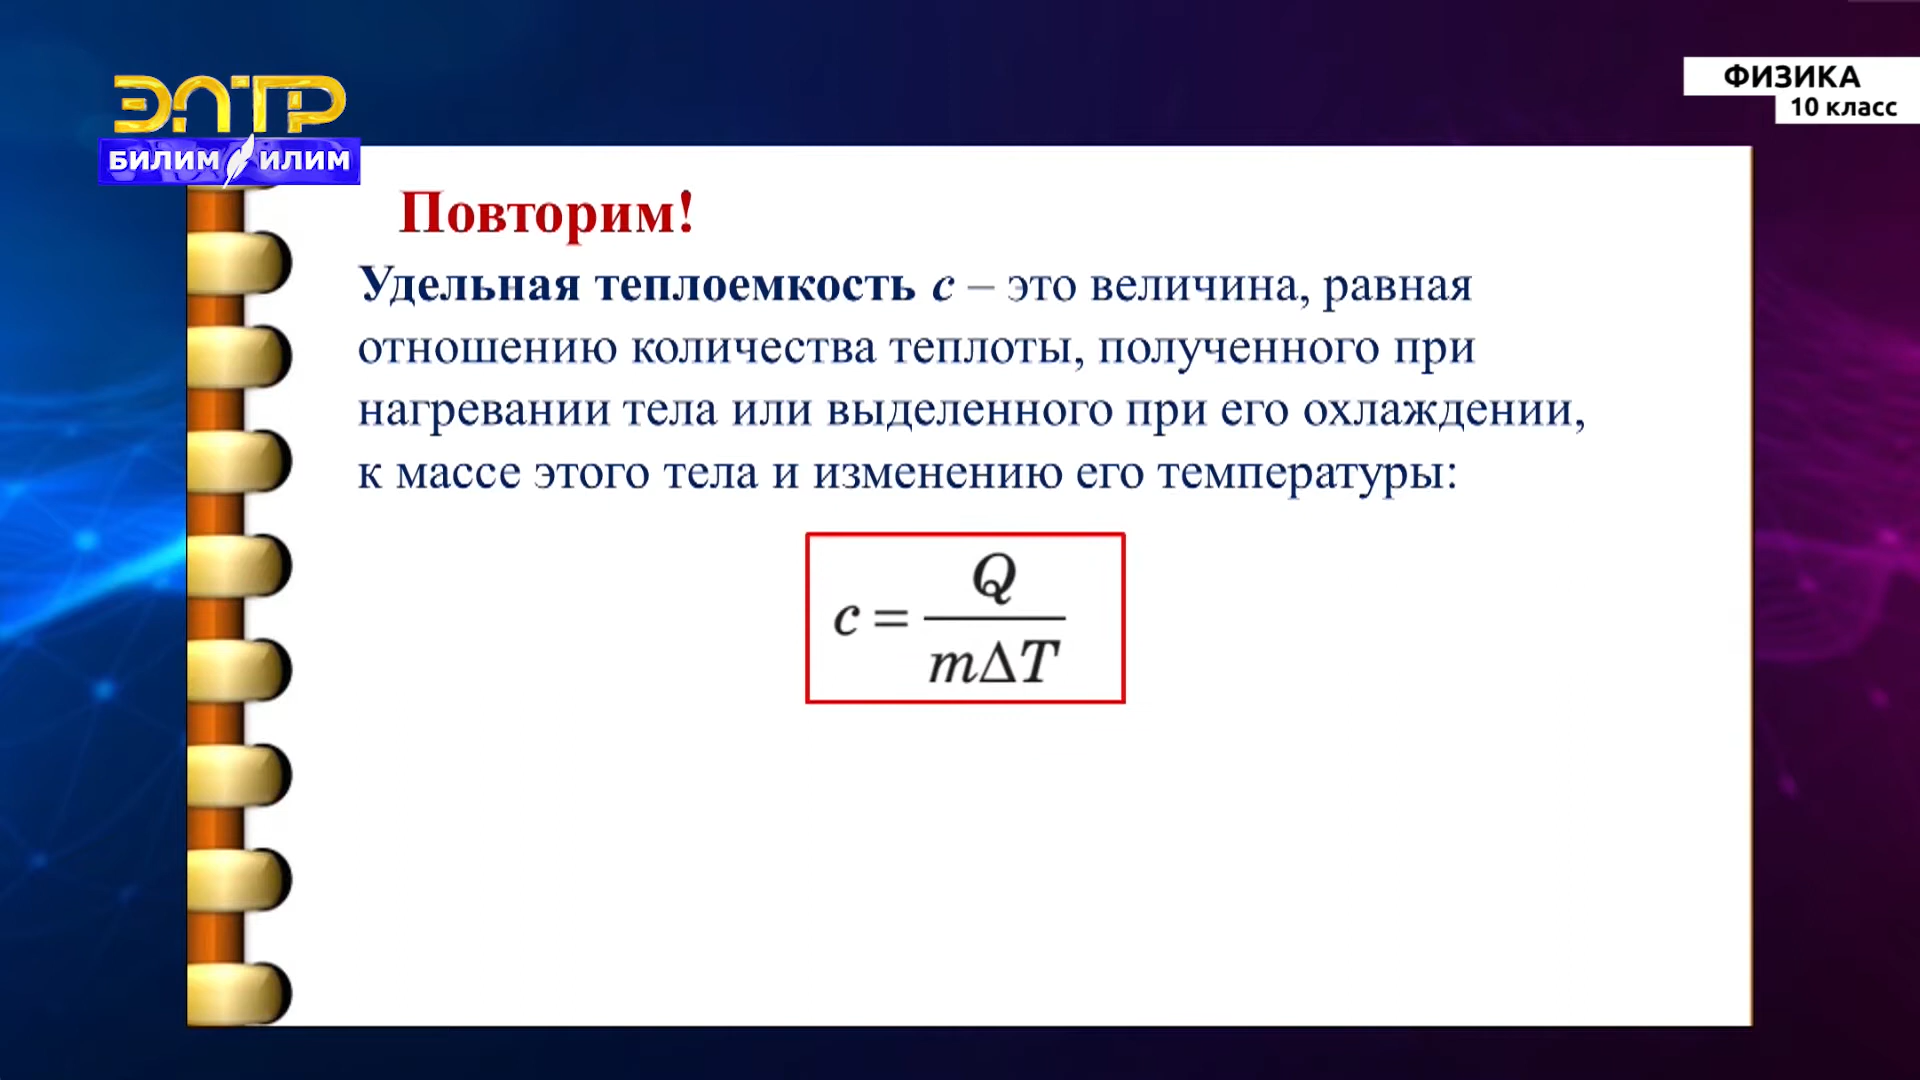 ЭЛТР
БИЛИМ ИЛИМ
ФИЗИКА
10 класс
Повторим!
Удельная теплоемкость c – это величина, равная
отношению количества теплоты, полученного при
нагревании тела или выделенного при его охлаждении,
к массе этого тела и изменению его температуры:
c = Q / mΔT